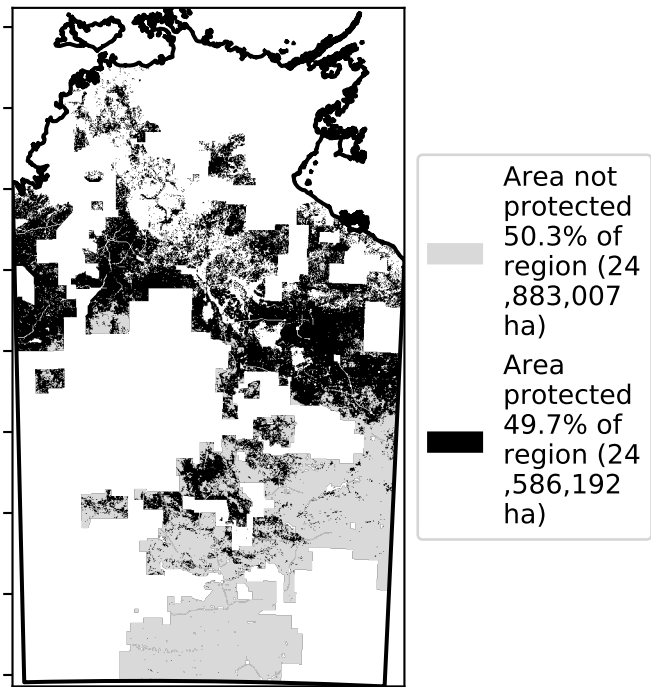 Area not
protected
50.3% of
region (24
,883,007
ha)
Area
protected
49.7% of
region (24
,586,192
ha)